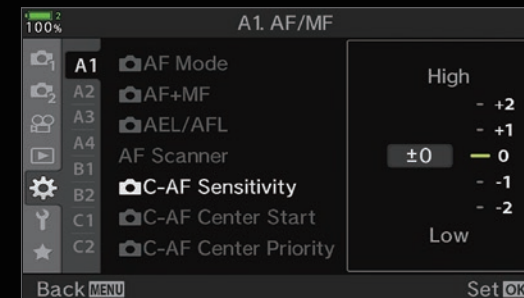 2
100%
A1. AF/MF
1
2
A1
A2
A3
A4
B1
B2
C1
C2
AF Mode
AF+MF
AEL/AFL
AF Scanner
C-AF Sensitivity
C-AF Center Start
C-AF Center Priority
High
+2
+1
±0
0
-1
-2
Low
Back MENU
Set OK